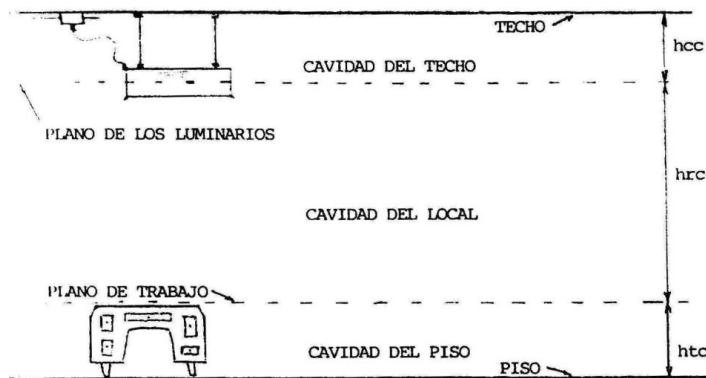 TECHO
hcc
CAVIDAD DEL TECHO
PLANO DE LOS LUMINARIOS
hrc
CAVIDAD DEL LOCAL
PLANO DE TRABAJO
CAVIDAD DEL PISO
htc
PISO